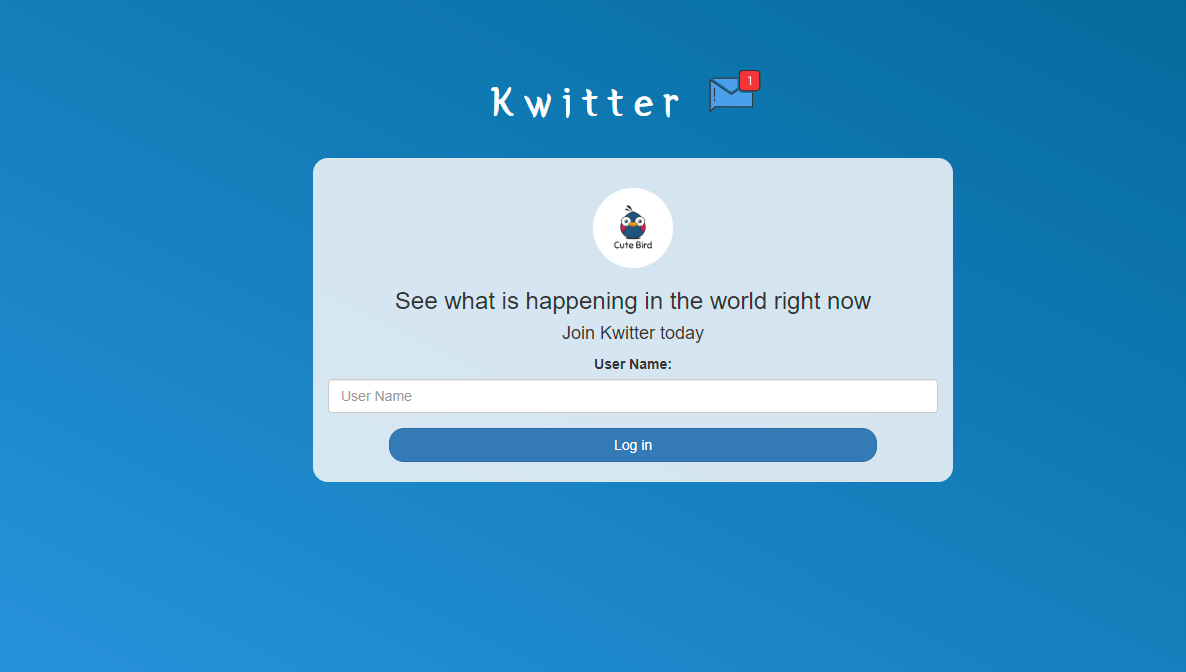 Kwitter
1
Cute Bird
See what is happening in the world right now
Join Kwitter today
User Name:
User Name
Log in